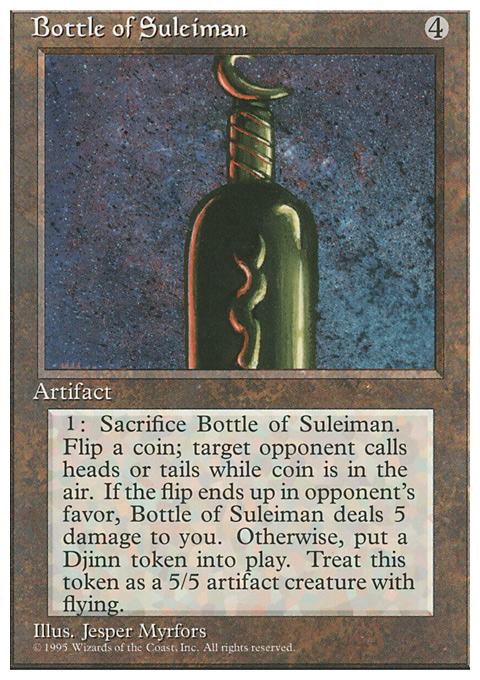 Bottle of Suleiman 4
Artifact
1: Sacrifice Bottle of Suleiman.
Flip a coin; target opponent calls
heads or tails while coin is in the
air. If the flip ends up in opponent's
favor, Bottle of Suleiman deals 5
damage to you. Otherwise, put a
Djinn token into play. Treat this
token as a 5/5 artifact creature with
flying.
Illus. Jesper Myrfors
© 1995 Wizards of the Coast, Inc. All rights reserved.